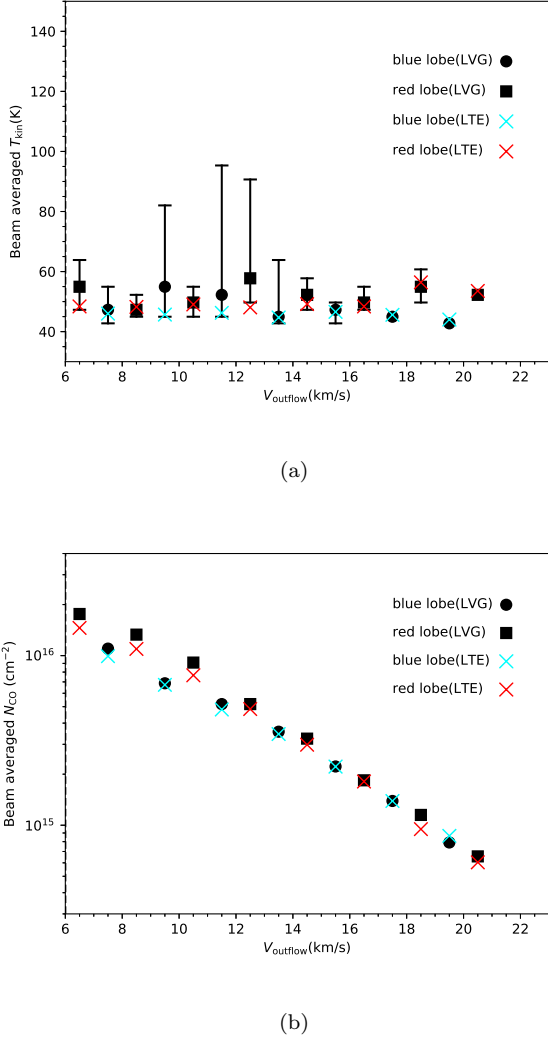 140
120
100
80
60
40
Beam averaged T_kin(K)
blue lobe(LVG)
red lobe(LVG)
blue lobe(LTE)
red lobe(LTE)
6 8 10 12 14 16 18 20 22
V_outflow(km/s)
(a)
10^16
10^15
Beam averaged N_CO (cm^−2)
blue lobe(LVG)
red lobe(LVG)
blue lobe(LTE)
red lobe(LTE)
6 8 10 12 14 16 18 20 22
V_outflow(km/s)
(b)